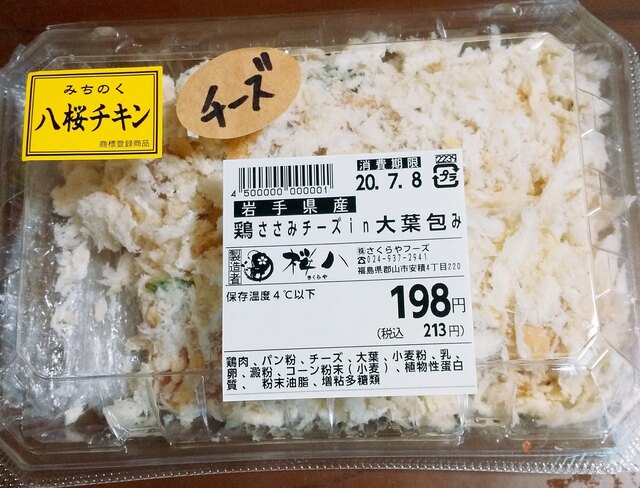 みちのく
八桜チキン
商標登録商品
チーズ
4 500000 000001
消費期限
20.7.8
2239
プラ
岩手県産
鶏ささみチーズin大葉包み
製造者
桜八
さくらや
㈱さくらやフーズ
☎024-937-2941
福島県郡山市安積4丁目220
保存温度4℃以下
198円
(税込 213円)
鶏肉、パン粉、チーズ、大葉、小麦粉、乳、
卵、澱粉、コーン粉末(小麦)、植物性蛋白
質、粉末油脂、増粘多糖類